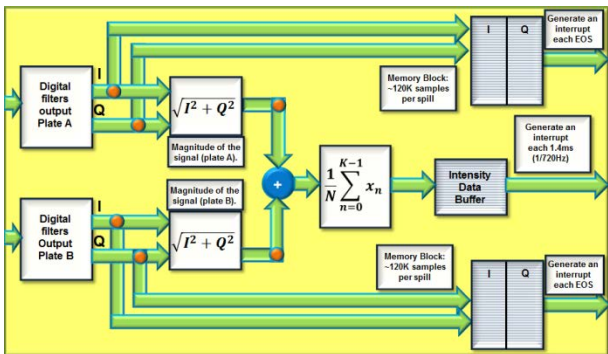 I
Q
Generate an
interrupt
each EOS
I
Digital
filters
output
Plate A
Q
√I² + Q²
Memory Block:
~120K samples
per spill
Magnitude of the
signal (plate A).
Generate an
interrupt
each 1.4ms
(1/720Hz)
Magnitude of the
signal (plate B).
+
1/N ∑ xₙ
K−1
n=0
Intensity
Data
Buffer
I
Digital
filters
Output
Plate B
Q
√I² + Q²
Memory Block:
~120K samples
per spill
I
Q
Generate an
interrupt
each EOS